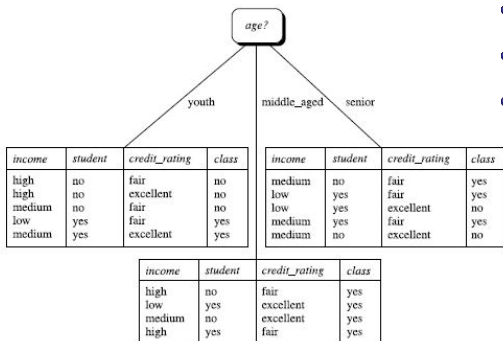 age?
youth
middle_aged
senior
income student credit_rating class
high no fair no
high no excellent no
medium no fair no
low yes fair yes
medium yes excellent yes
income student credit_rating class
medium no fair yes
low yes fair yes
low yes excellent no
medium yes fair yes
medium no excellent no
income student credit_rating class
high no fair yes
low yes excellent yes
medium no excellent yes
high yes fair yes